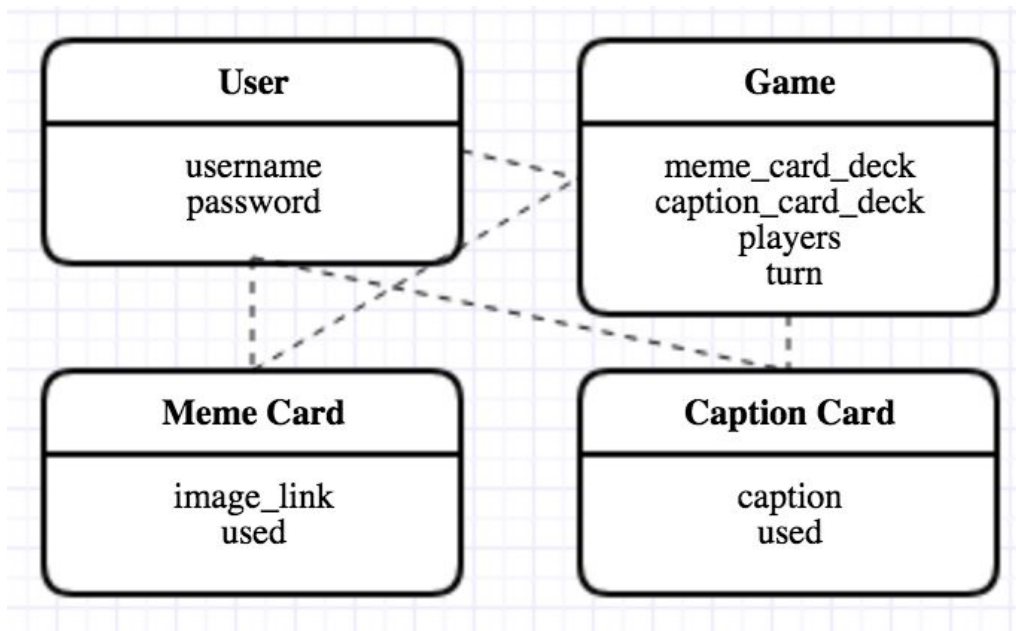 User
username
password
Game
meme_card_deck
caption_card_deck
players
turn
Meme Card
image_link
used
Caption Card
caption
used